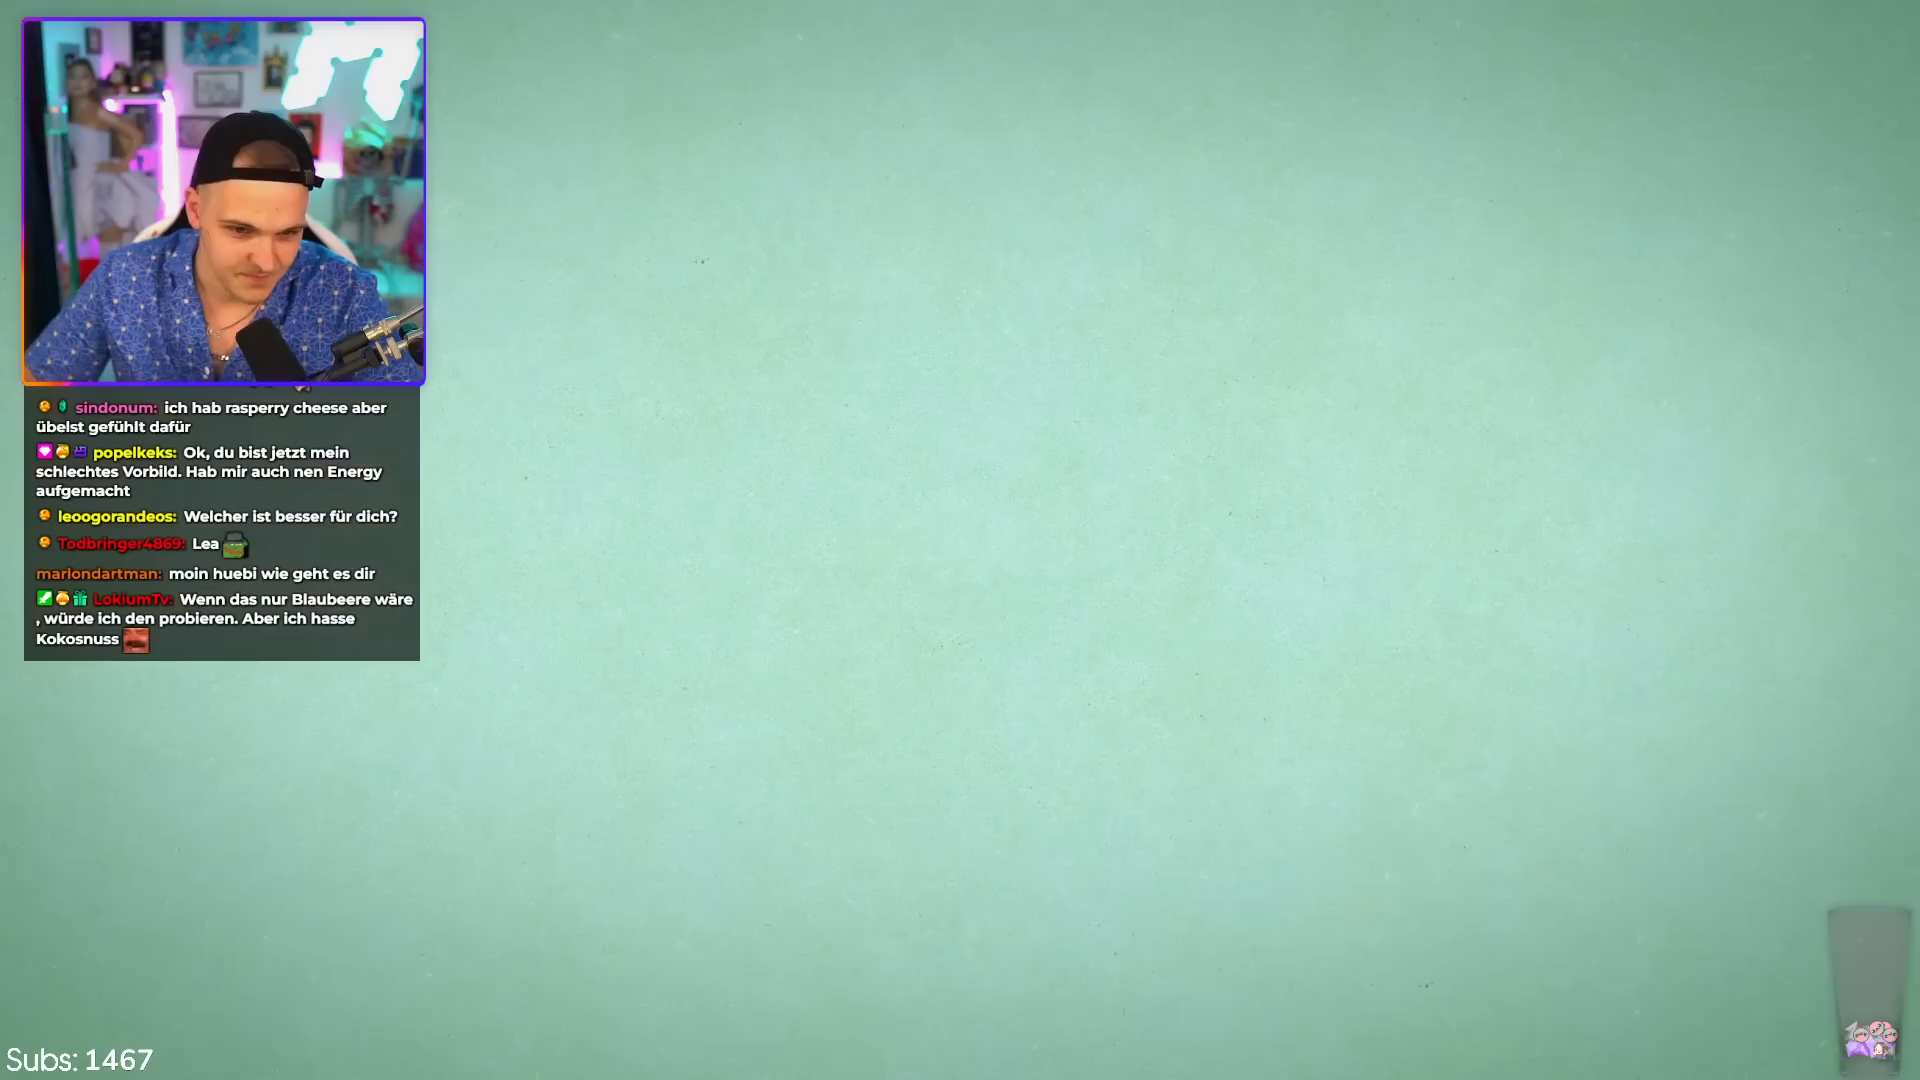 sindonum: ich hab rasperry cheese aber
übelst gefühlt dafür
popelkeks: Ok, du bist jetzt mein
schlechtes Vorbild. Hab mir auch nen Energy
aufgemacht
leoogorandeos: Welcher ist besser für dich?
Todbringer4869: Lea
marlondartman: moin huebi wie geht es dir
LokiumTv: Wenn das nur Blaubeere wäre
, würde ich den probieren. Aber ich hasse
Kokosnuss
Subs: 1467